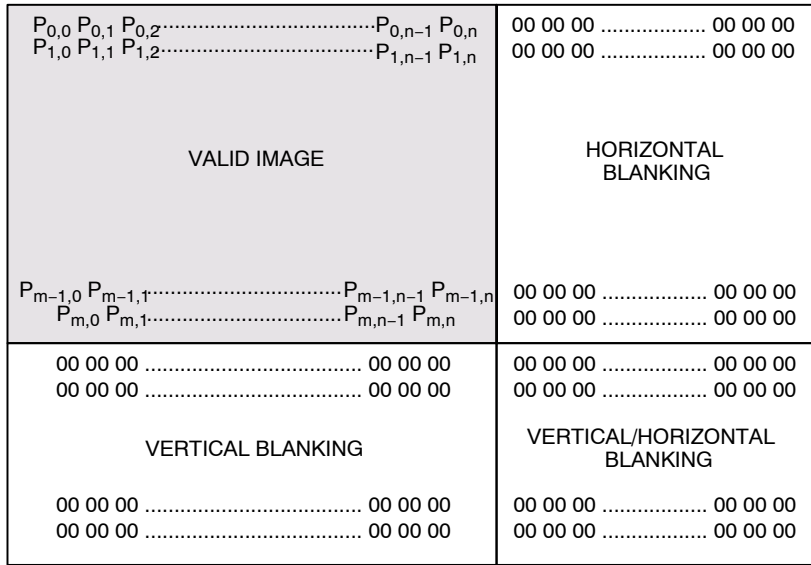 P0,0 P0,1 P0,2......................................P0,n−1 P0,n
P1,0 P1,1 P1,2......................................P1,n−1 P1,n
VALID IMAGE
Pm−1,0 Pm−1,1..................................Pm−1,n−1 Pm−1,n
Pm,0 Pm,1..................................Pm,n−1 Pm,n
00 00 00 .................. 00 00 00
00 00 00 .................. 00 00 00
HORIZONTAL
BLANKING
00 00 00 .................. 00 00 00
00 00 00 .................. 00 00 00
00 00 00 ..................................... 00 00 00
00 00 00 ..................................... 00 00 00
VERTICAL BLANKING
00 00 00 ..................................... 00 00 00
00 00 00 ..................................... 00 00 00
00 00 00 .................. 00 00 00
00 00 00 .................. 00 00 00
VERTICAL/HORIZONTAL
BLANKING
00 00 00 .................. 00 00 00
00 00 00 .................. 00 00 00